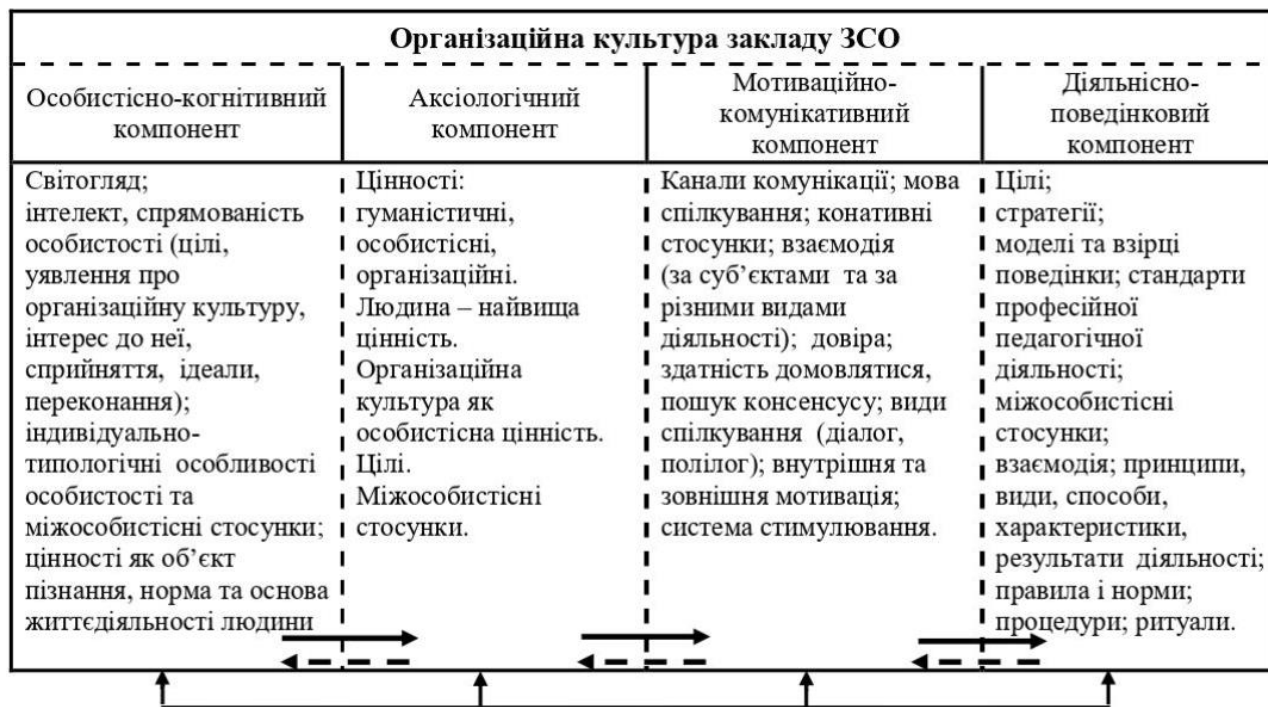 Організаційна культура закладу ЗСО
Особистісно-когнітивний
компонент
Аксіологічний
компонент
Мотиваційно-
комунікативний
компонент
Діяльнісно-
поведінковий
компонент
Світогляд;
інтелект, спрямованість
особистості (цілі,
уявлення про
організаційну культуру,
інтерес до неї,
сприйняття, ідеали,
переконання);
індивідуально-
типологічні особливості
особистості та
міжособистісні стосунки;
цінності як об’єкт
пізнання, норма та основа
життєдіяльності людини
Цінності:
гуманістичні,
особистісні,
організаційні.
Людина – найвища
цінність.
Організаційна
культура як
особистісна цінність.
Цілі.
Міжособистісні
стосунки.
Канали комунікації; мова
спілкування; конативні
стосунки; взаємодія
(за суб’єктами та за
різними видами
діяльності); довіра;
здатність домовлятися,
пошук консенсусу; види
спілкування (діалог,
полілог); внутрішня та
зовнішня мотивація;
система стимулювання.
Цілі;
стратегії;
моделі та взірці
поведінки; стандарти
професійної
педагогічної
діяльності;
міжособистісні
стосунки;
взаємодія; принципи,
види, способи,
характеристики,
результати діяльності;
правила і норми;
процедури; ритуали.